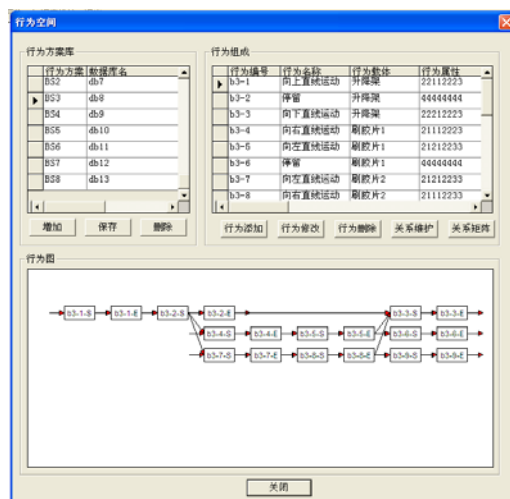 行为空间
行为方案库
行为方案 数据库名
BS2 db7
BS3 db8
BS4 db9
BS5 db10
BS6 db11
BS7 db12
BS8 db13
增加 保存 删除
行为组成
行为编号 行为名称 行为载体 行为属性
b3-1 向上直线运动 升降架 22112223
b3-2 停留 升降架 44444444
b3-3 向下直线运动 升降架 22212223
b3-4 向右直线运动 刷胶片1 21112233
b3-5 向左直线运动 刷胶片1 21212233
b3-6 停留 刷胶片1 44444444
b3-7 向左直线运动 刷胶片2 21212233
b3-8 向右直线运动 刷胶片2 21112233
行为添加 行为修改 行为删除 关系维护 关系矩阵
行为图
b3-1-S b3-1-E b3-2-S b3-2-E b3-3-S b3-3-E
b3-4-S b3-4-E b3-5-S b3-5-E b3-6-S b3-6-E
b3-7-S b3-7-E b3-8-S b3-8-E b3-9-S b3-9-E
关闭